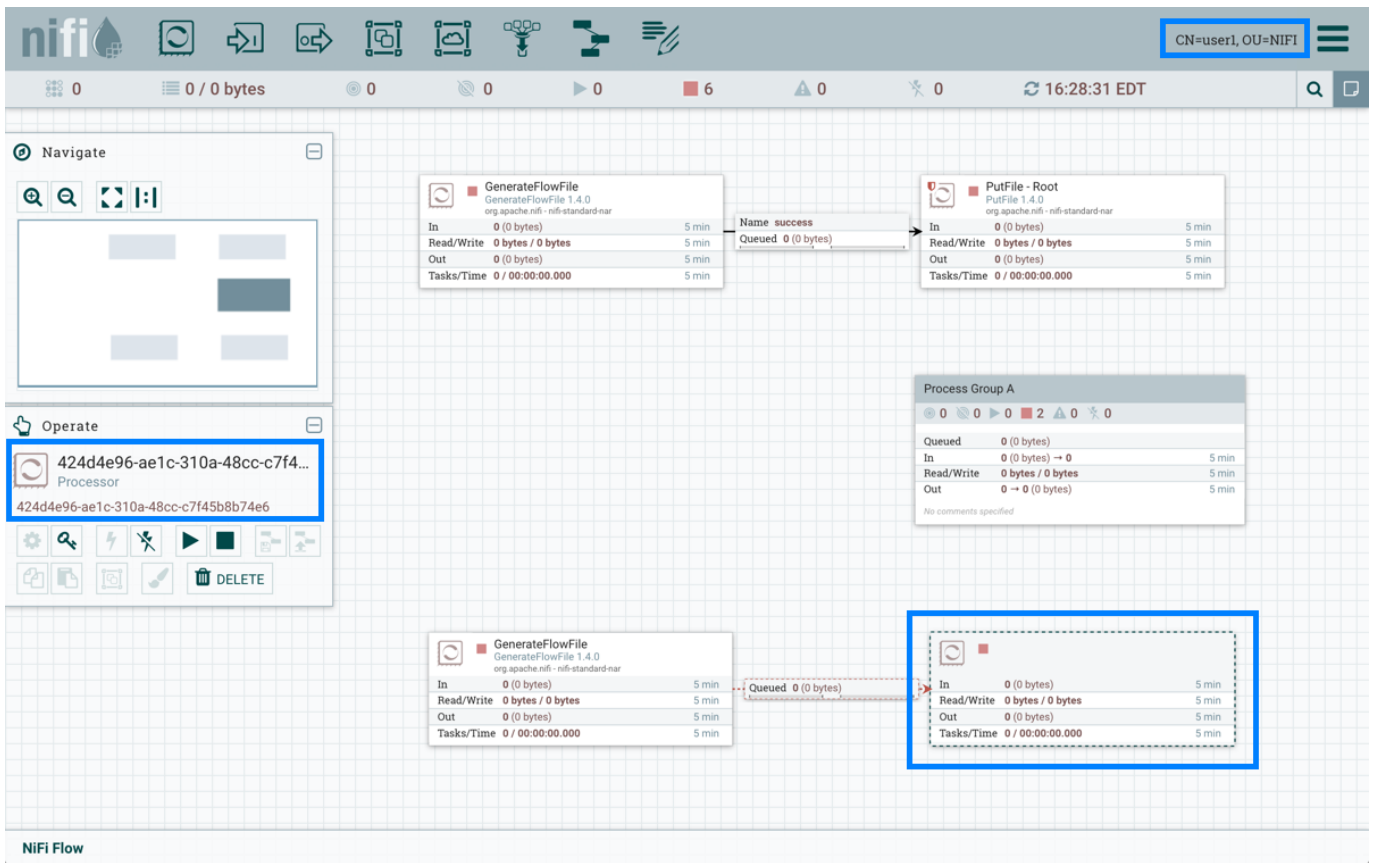 nifi
CN=user1, OU=NIFI
0
0 / 0 bytes
0
0
0
6
0
0
16:28:31 EDT
Navigate
GenerateFlowFile
GenerateFlowFile 1.4.0
org.apache.nifi - nifi-standard-nar
In 0 (0 bytes) 5 min
Read/Write 0 bytes / 0 bytes 5 min
Out 0 (0 bytes) 5 min
Tasks/Time 0 / 00:00:00.000 5 min
Name success
Queued 0 (0 bytes)
PutFile - Root
PutFile 1.4.0
org.apache.nifi - nifi-standard-nar
In 0 (0 bytes) 5 min
Read/Write 0 bytes / 0 bytes 5 min
Out 0 (0 bytes) 5 min
Tasks/Time 0 / 00:00:00.000 5 min
Process Group A
0 0 0 2 0 0
Queued 0 (0 bytes)
In 0 (0 bytes) → 0 5 min
Read/Write 0 bytes / 0 bytes 5 min
Out 0 → 0 (0 bytes) 5 min
No comments specified
Operate
424d4e96-ae1c-310a-48cc-c7f4...
Processor
424d4e96-ae1c-310a-48cc-c7f45b8b74e6
DELETE
GenerateFlowFile
GenerateFlowFile 1.4.0
org.apache.nifi - nifi-standard-nar
In 0 (0 bytes) 5 min
Read/Write 0 bytes / 0 bytes 5 min
Out 0 (0 bytes) 5 min
Tasks/Time 0 / 00:00:00.000 5 min
Queued 0 (0 bytes)
In 0 (0 bytes) 5 min
Read/Write 0 bytes / 0 bytes 5 min
Out 0 (0 bytes) 5 min
Tasks/Time 0 / 00:00:00.000 5 min
NiFi Flow